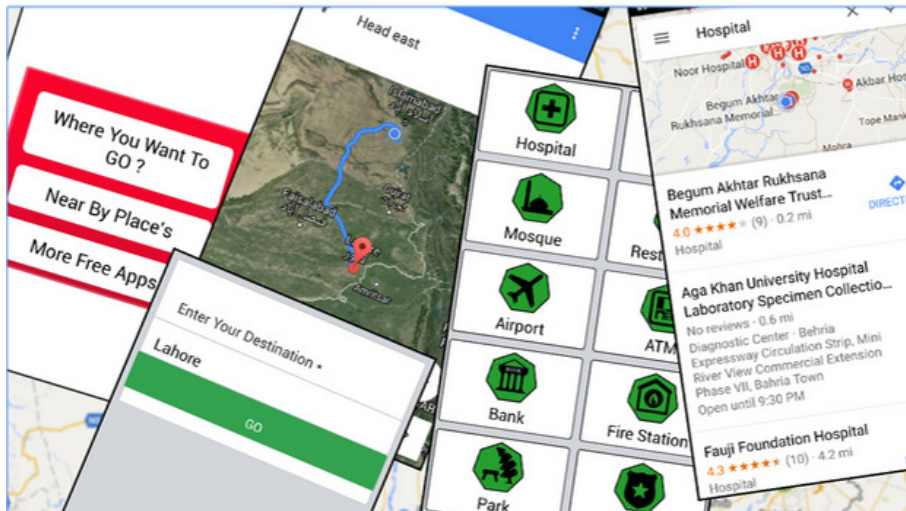 Where You Want To
GO ?
Near By Place's
More Free Apps
Head east
Islamabad
Faisalabad
Gujrat
Amritsar
Enter Your Destination *
Lahore
GO
Hospital
Mosque
Airport
ATM
Bank
Fire Station
Park
Hospital
Noor Hospital
Begum Akhtar
Rukhsana Memorial...
Akbar Hos
Tope Mank
Mohra
Begum Akhtar Rukhsana
Memorial Welfare Trust...
4.0 (9) · 0.2 mi
Hospital
DIRECTI
Aga Khan University Hospital
Laboratory Specimen Collectio...
No reviews · 0.6 mi
Diagnostic Center · Behria
Expressway Circulation Strip, Mini
River View Commercial Extension
Phase VII, Bahria Town
Open until 9:30 PM
Fauji Foundation Hospital
4.3 (10) · 4.2 mi
Hospital